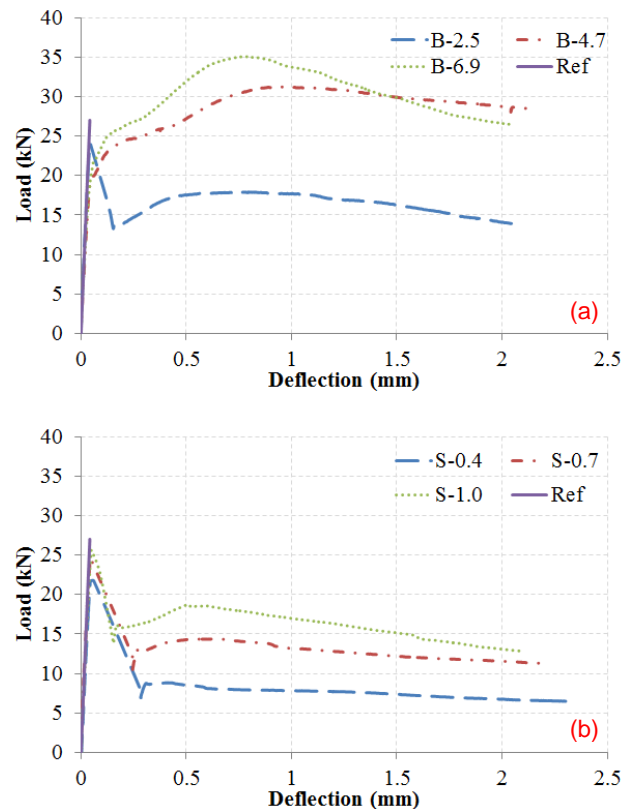 40
B-2.5 B-4.7
35
B-6.9 Ref
30
25
20
15
10
5
0
Load (kN)
(a)
0 0.5 1 1.5 2 2.5
Deflection (mm)
40
S-0.4 S-0.7
35
S-1.0 Ref
30
25
20
15
10
5
0
Load (kN)
(b)
0 0.5 1 1.5 2 2.5
Deflection (mm)